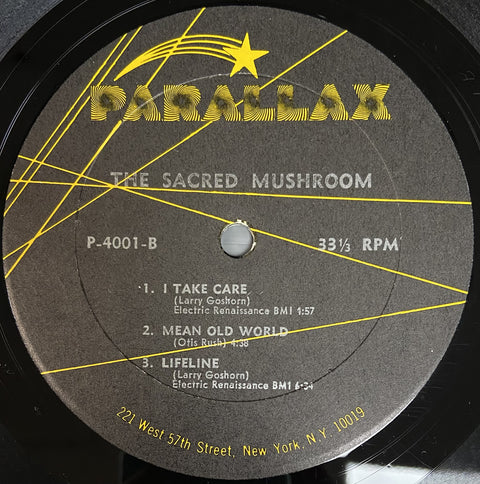 PARALLAX
THE SACRED MUSHROOM
P-4001-B 33⅓ RPM
1. I TAKE CARE
(Larry Goshorn)
Electric Renaissance BMI 1:57
2. MEAN OLD WORLD
(Otis Rush) 4:38
3. LIFELINE
(Larry Goshorn)
Electric Renaissance BMI 6:34
221 West 57th Street, New York, N.Y. 10019